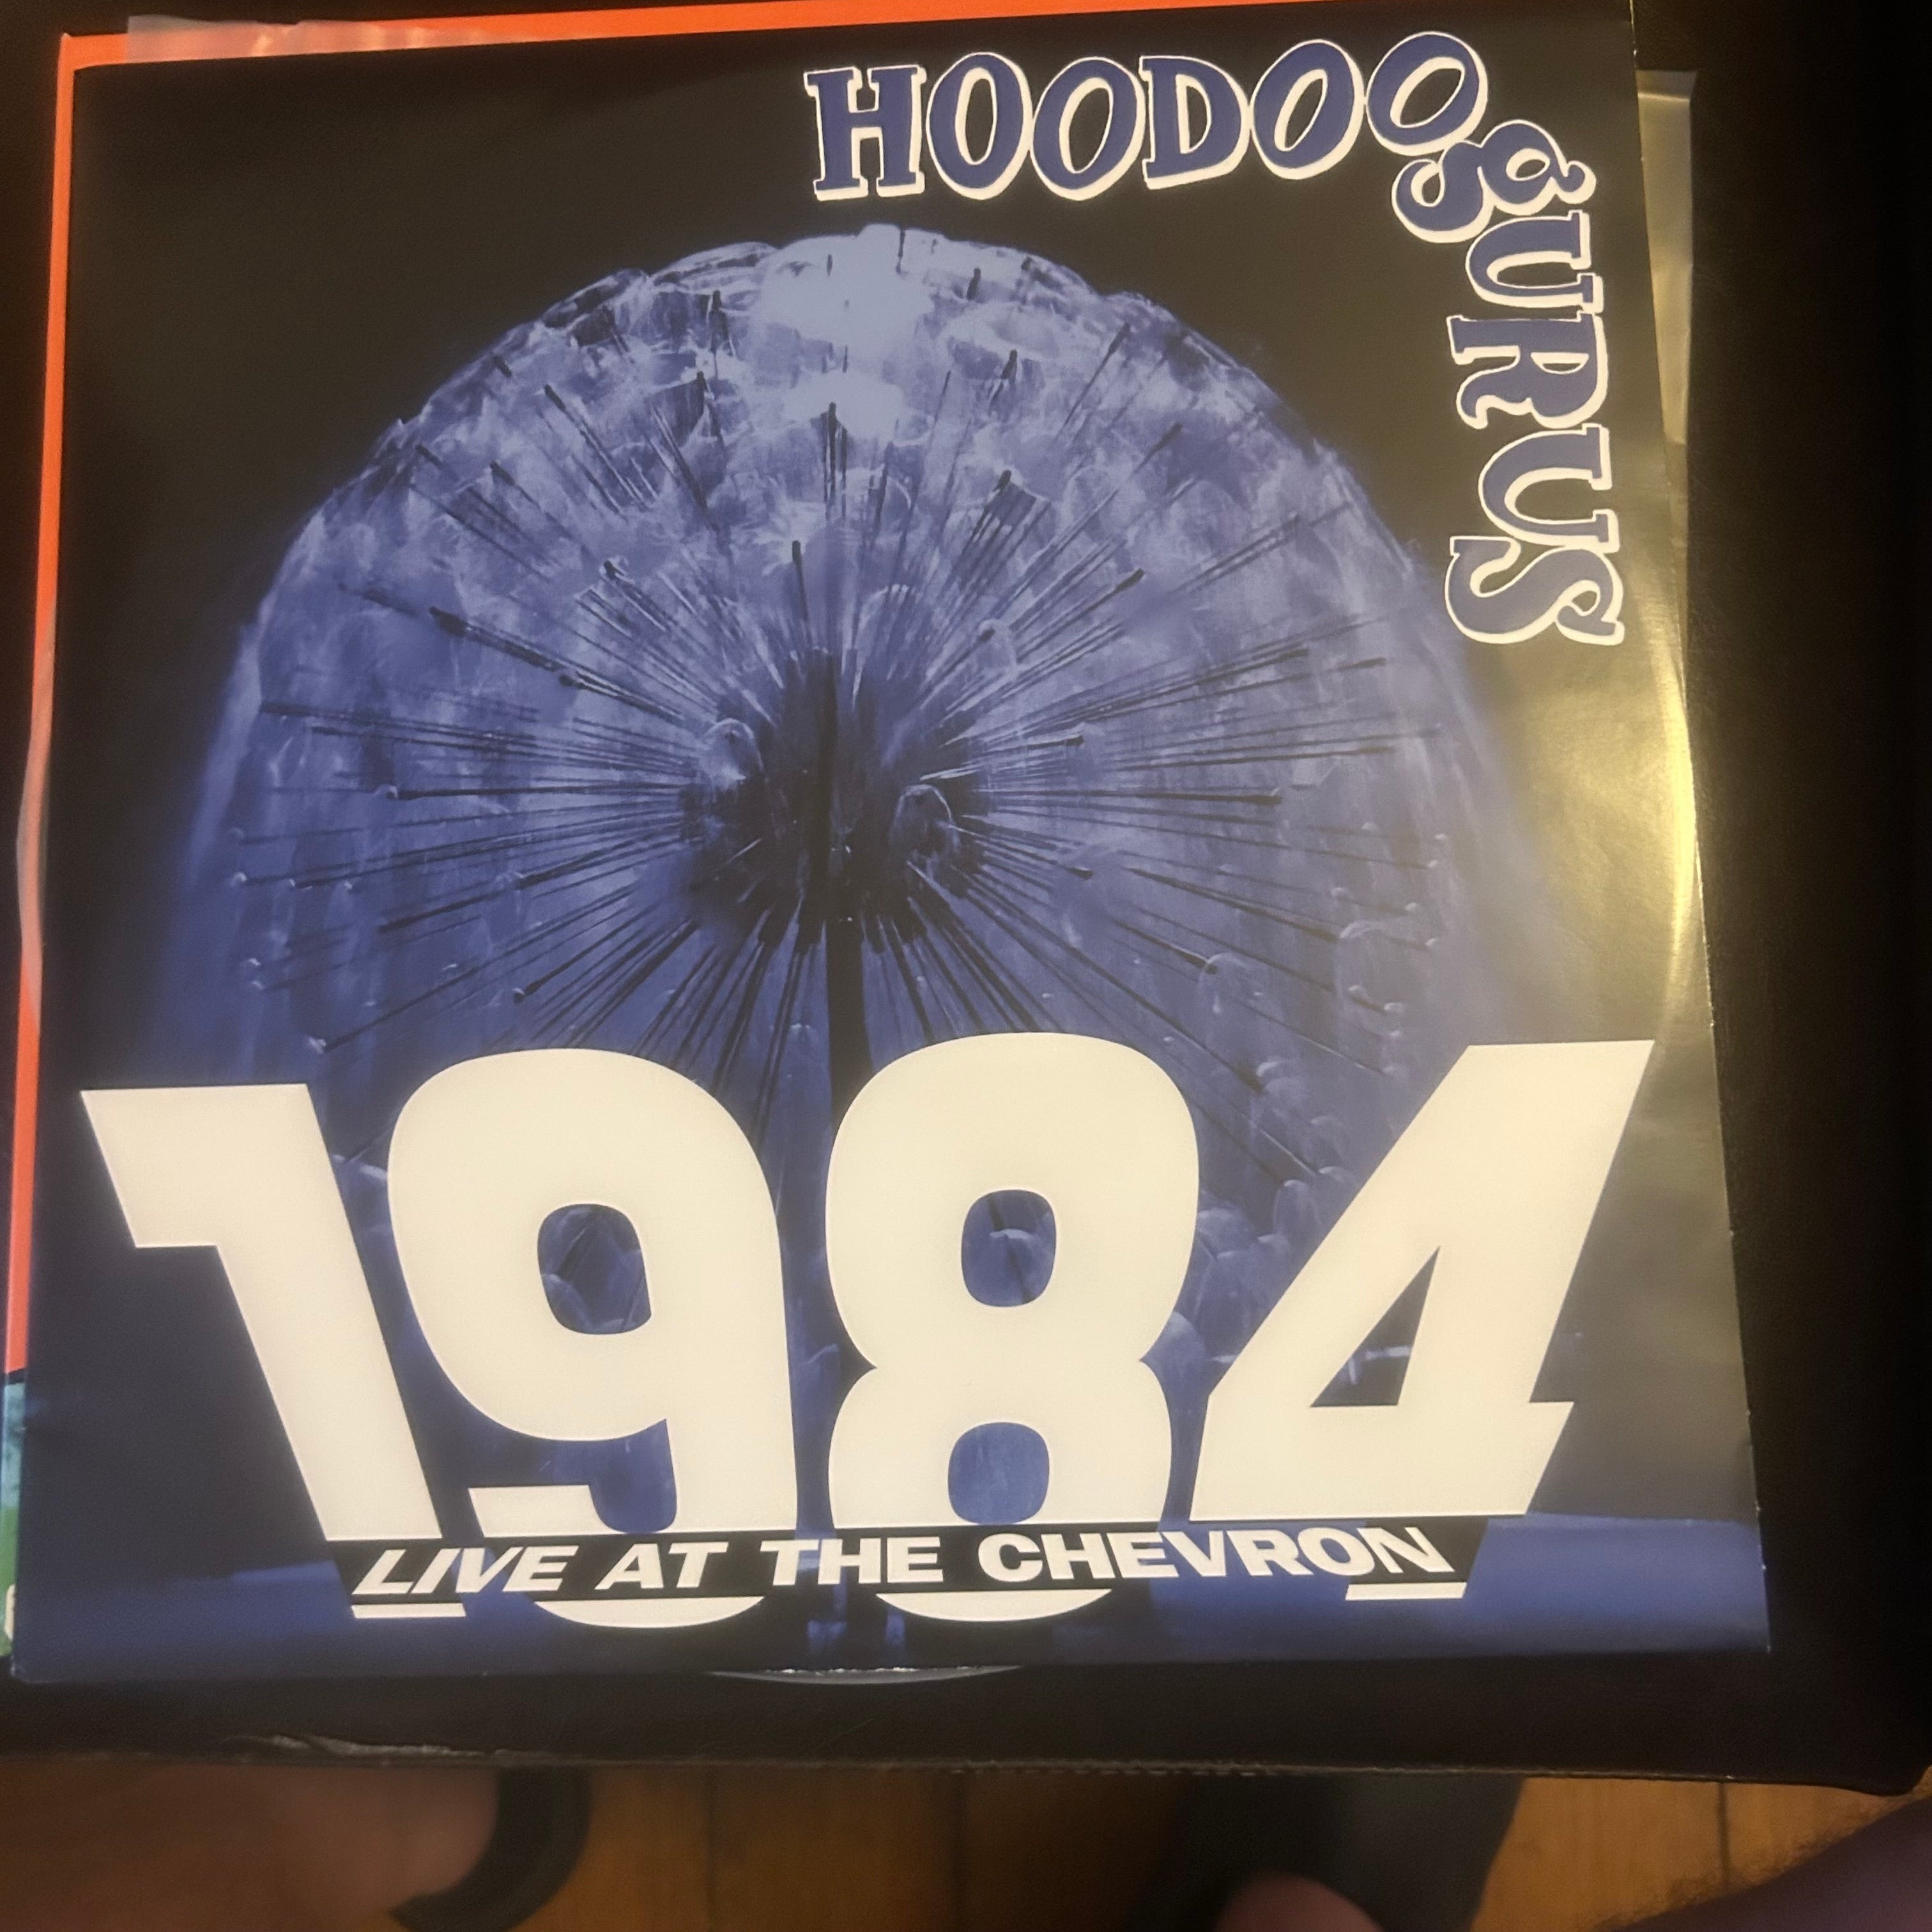 HOODOO
gURUS
1984
LIVE AT THE CHEVRON